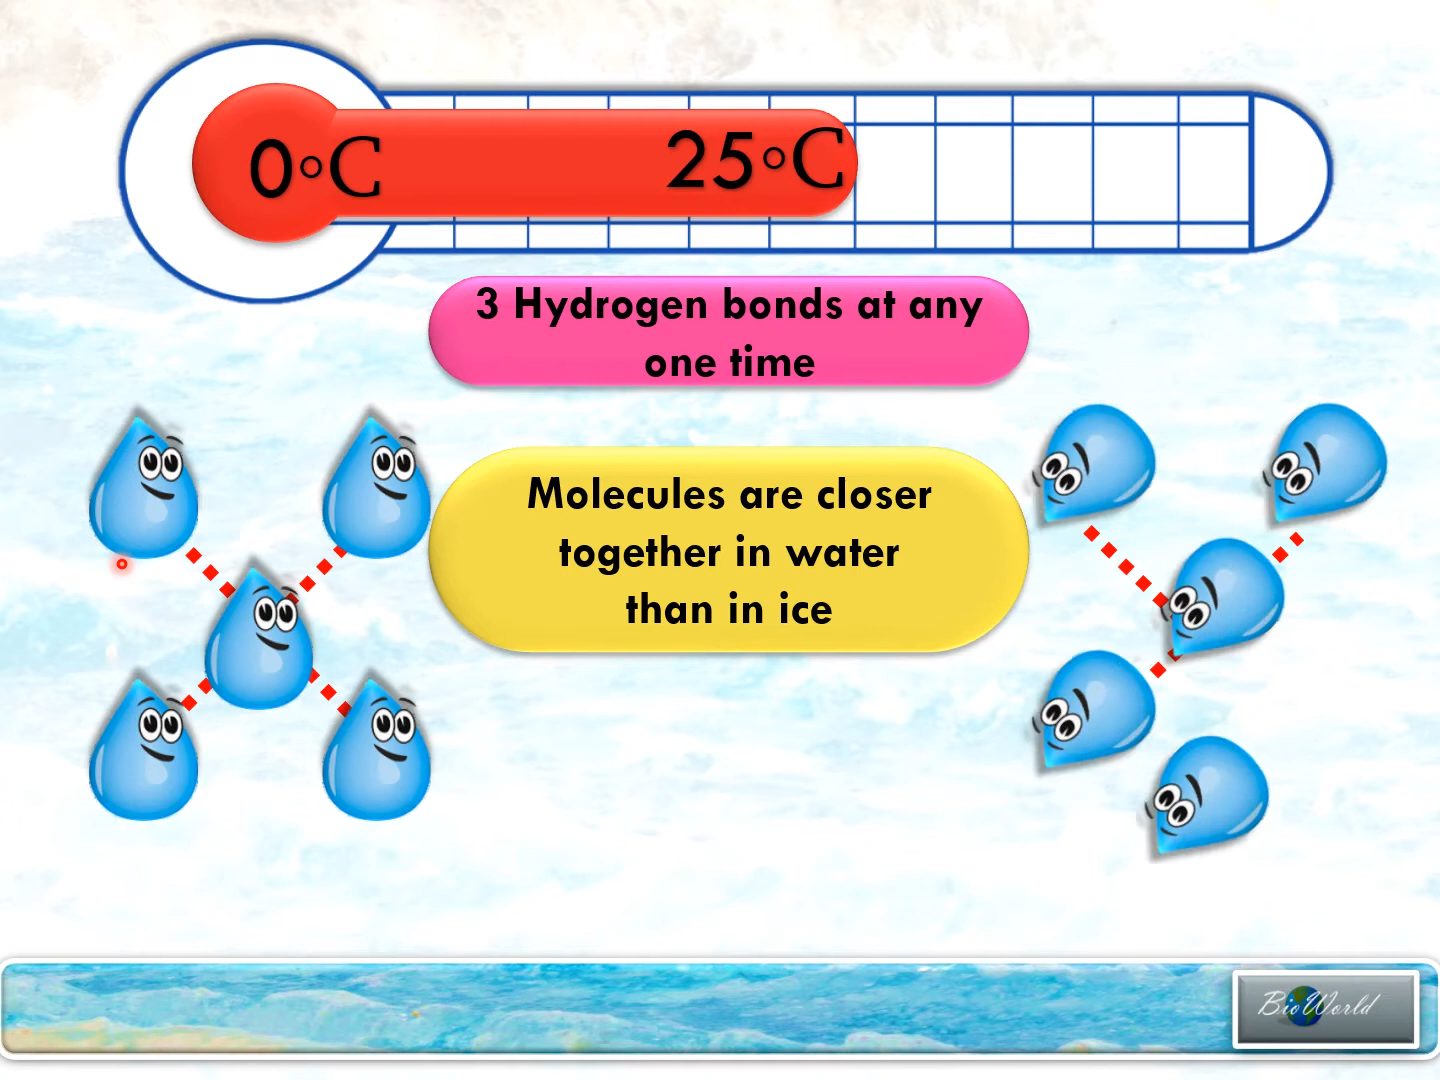 0°C
25°C
3 Hydrogen bonds at any
one time
Molecules are closer
together in water
than in ice
BioWorld